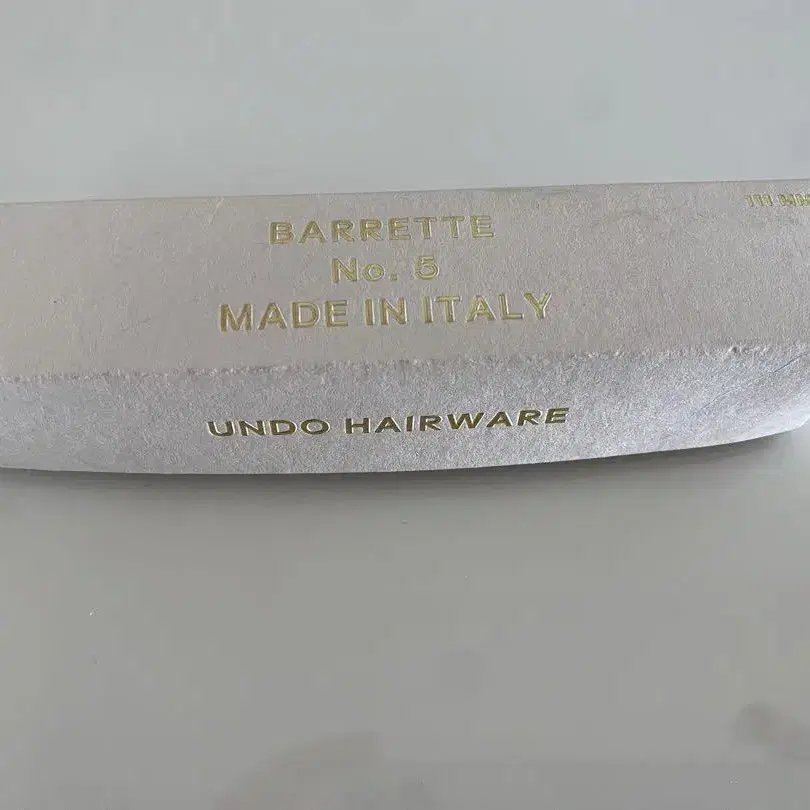 BARRETTE
No. 5
MADE IN ITALY
UNDO HAIRWARE